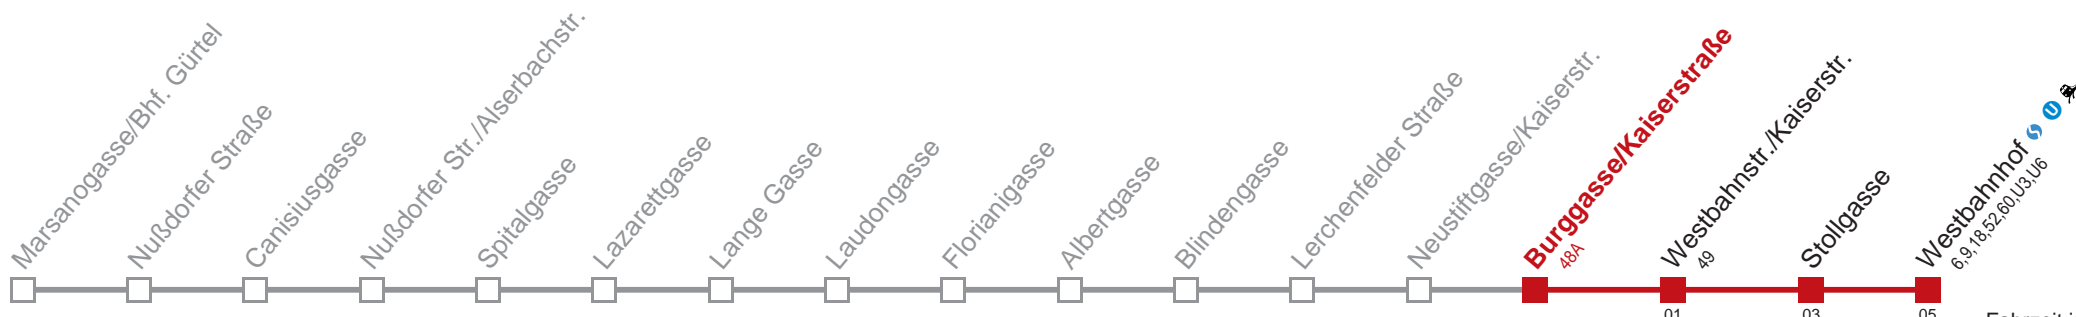 Marsanogasse/Bhf. Gürtel
Nußdorfer Straße
Canisiusgasse
Nußdorfer Str./Alserbachstr.
Spitalgasse
Lazarettgasse
Lange Gasse
Laudongasse
Florianigasse
Albertgasse
Blindengasse
Lerchenfelder Straße
Neustiftgasse/Kaiserstr.
Burggasse/Kaiserstraße
48A
Westbahnstr./Kaiserstr.
49
Stollgasse
Westbahnhof U
6,9,18,52,60,U3,U6
01
03
05